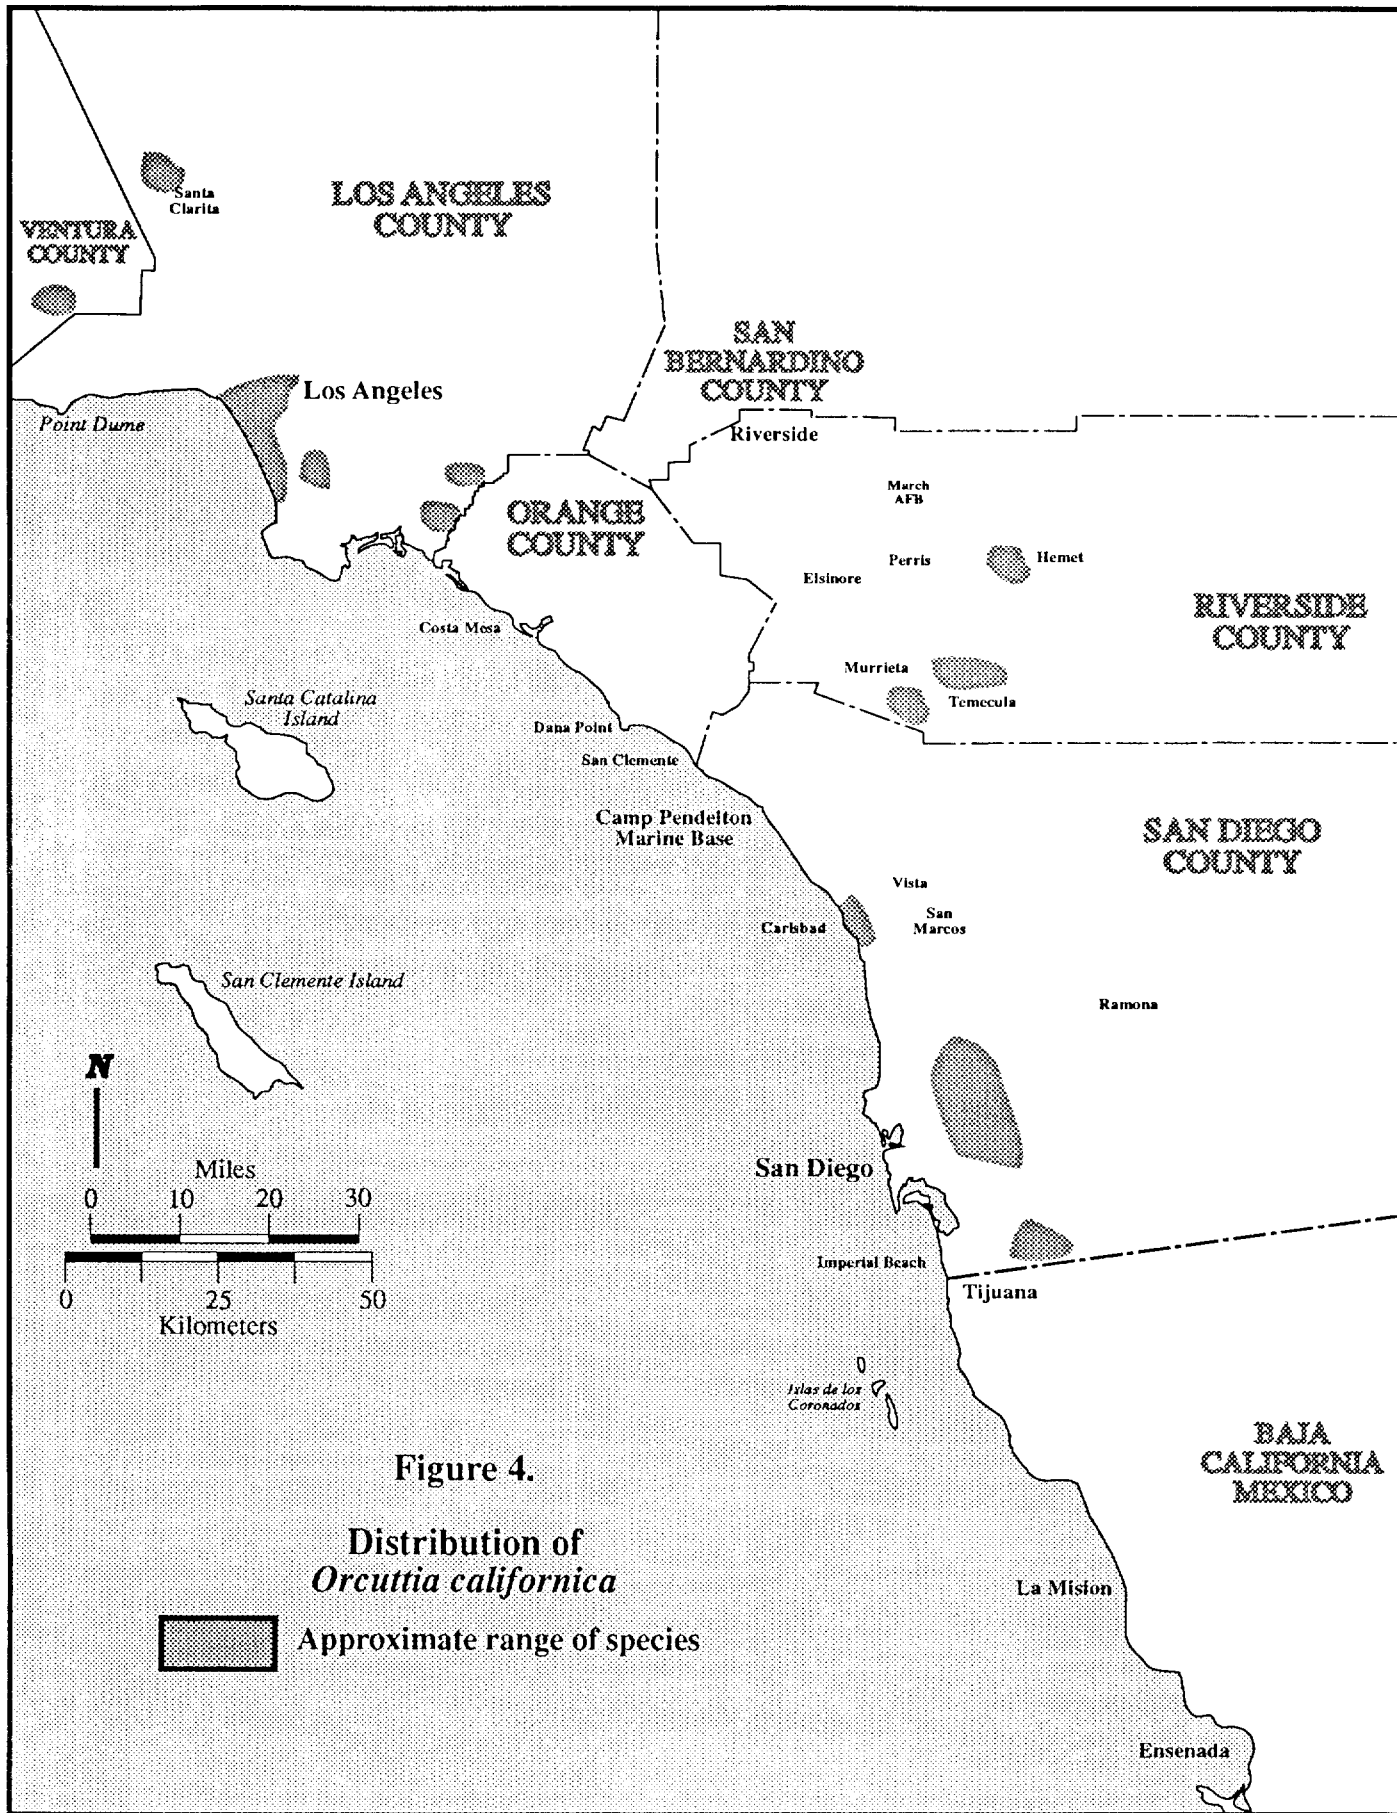 Santa
Clarita
LOS ANGELES
COUNTY
VENTURA
COUNTY
SAN
BERNARDINO
COUNTY
Los Angeles
Point Dume
Riverside
March
AFB
ORANGE
COUNTY
Perris
Hemet
Elsinore
RIVERSIDE
COUNTY
Costa Mesa
Murrieta
Temecula
Santa Catalina
Island
Dana Point
San Clemente
Camp Pendelton
Marine Base
SAN DIEGO
COUNTY
Vista
San
Marcos
Carlsbad
San Clemente Island
Ramona
N
Miles
0 10 20 30
0 25 50
Kilometers
San Diego
Imperial Beach
Tijuana
Islas de los
Coronados
BAJA
CALIFORNIA
MEXICO
Figure 4.
Distribution of
Orcuttia californica
Approximate range of species
La Mision
Ensenada